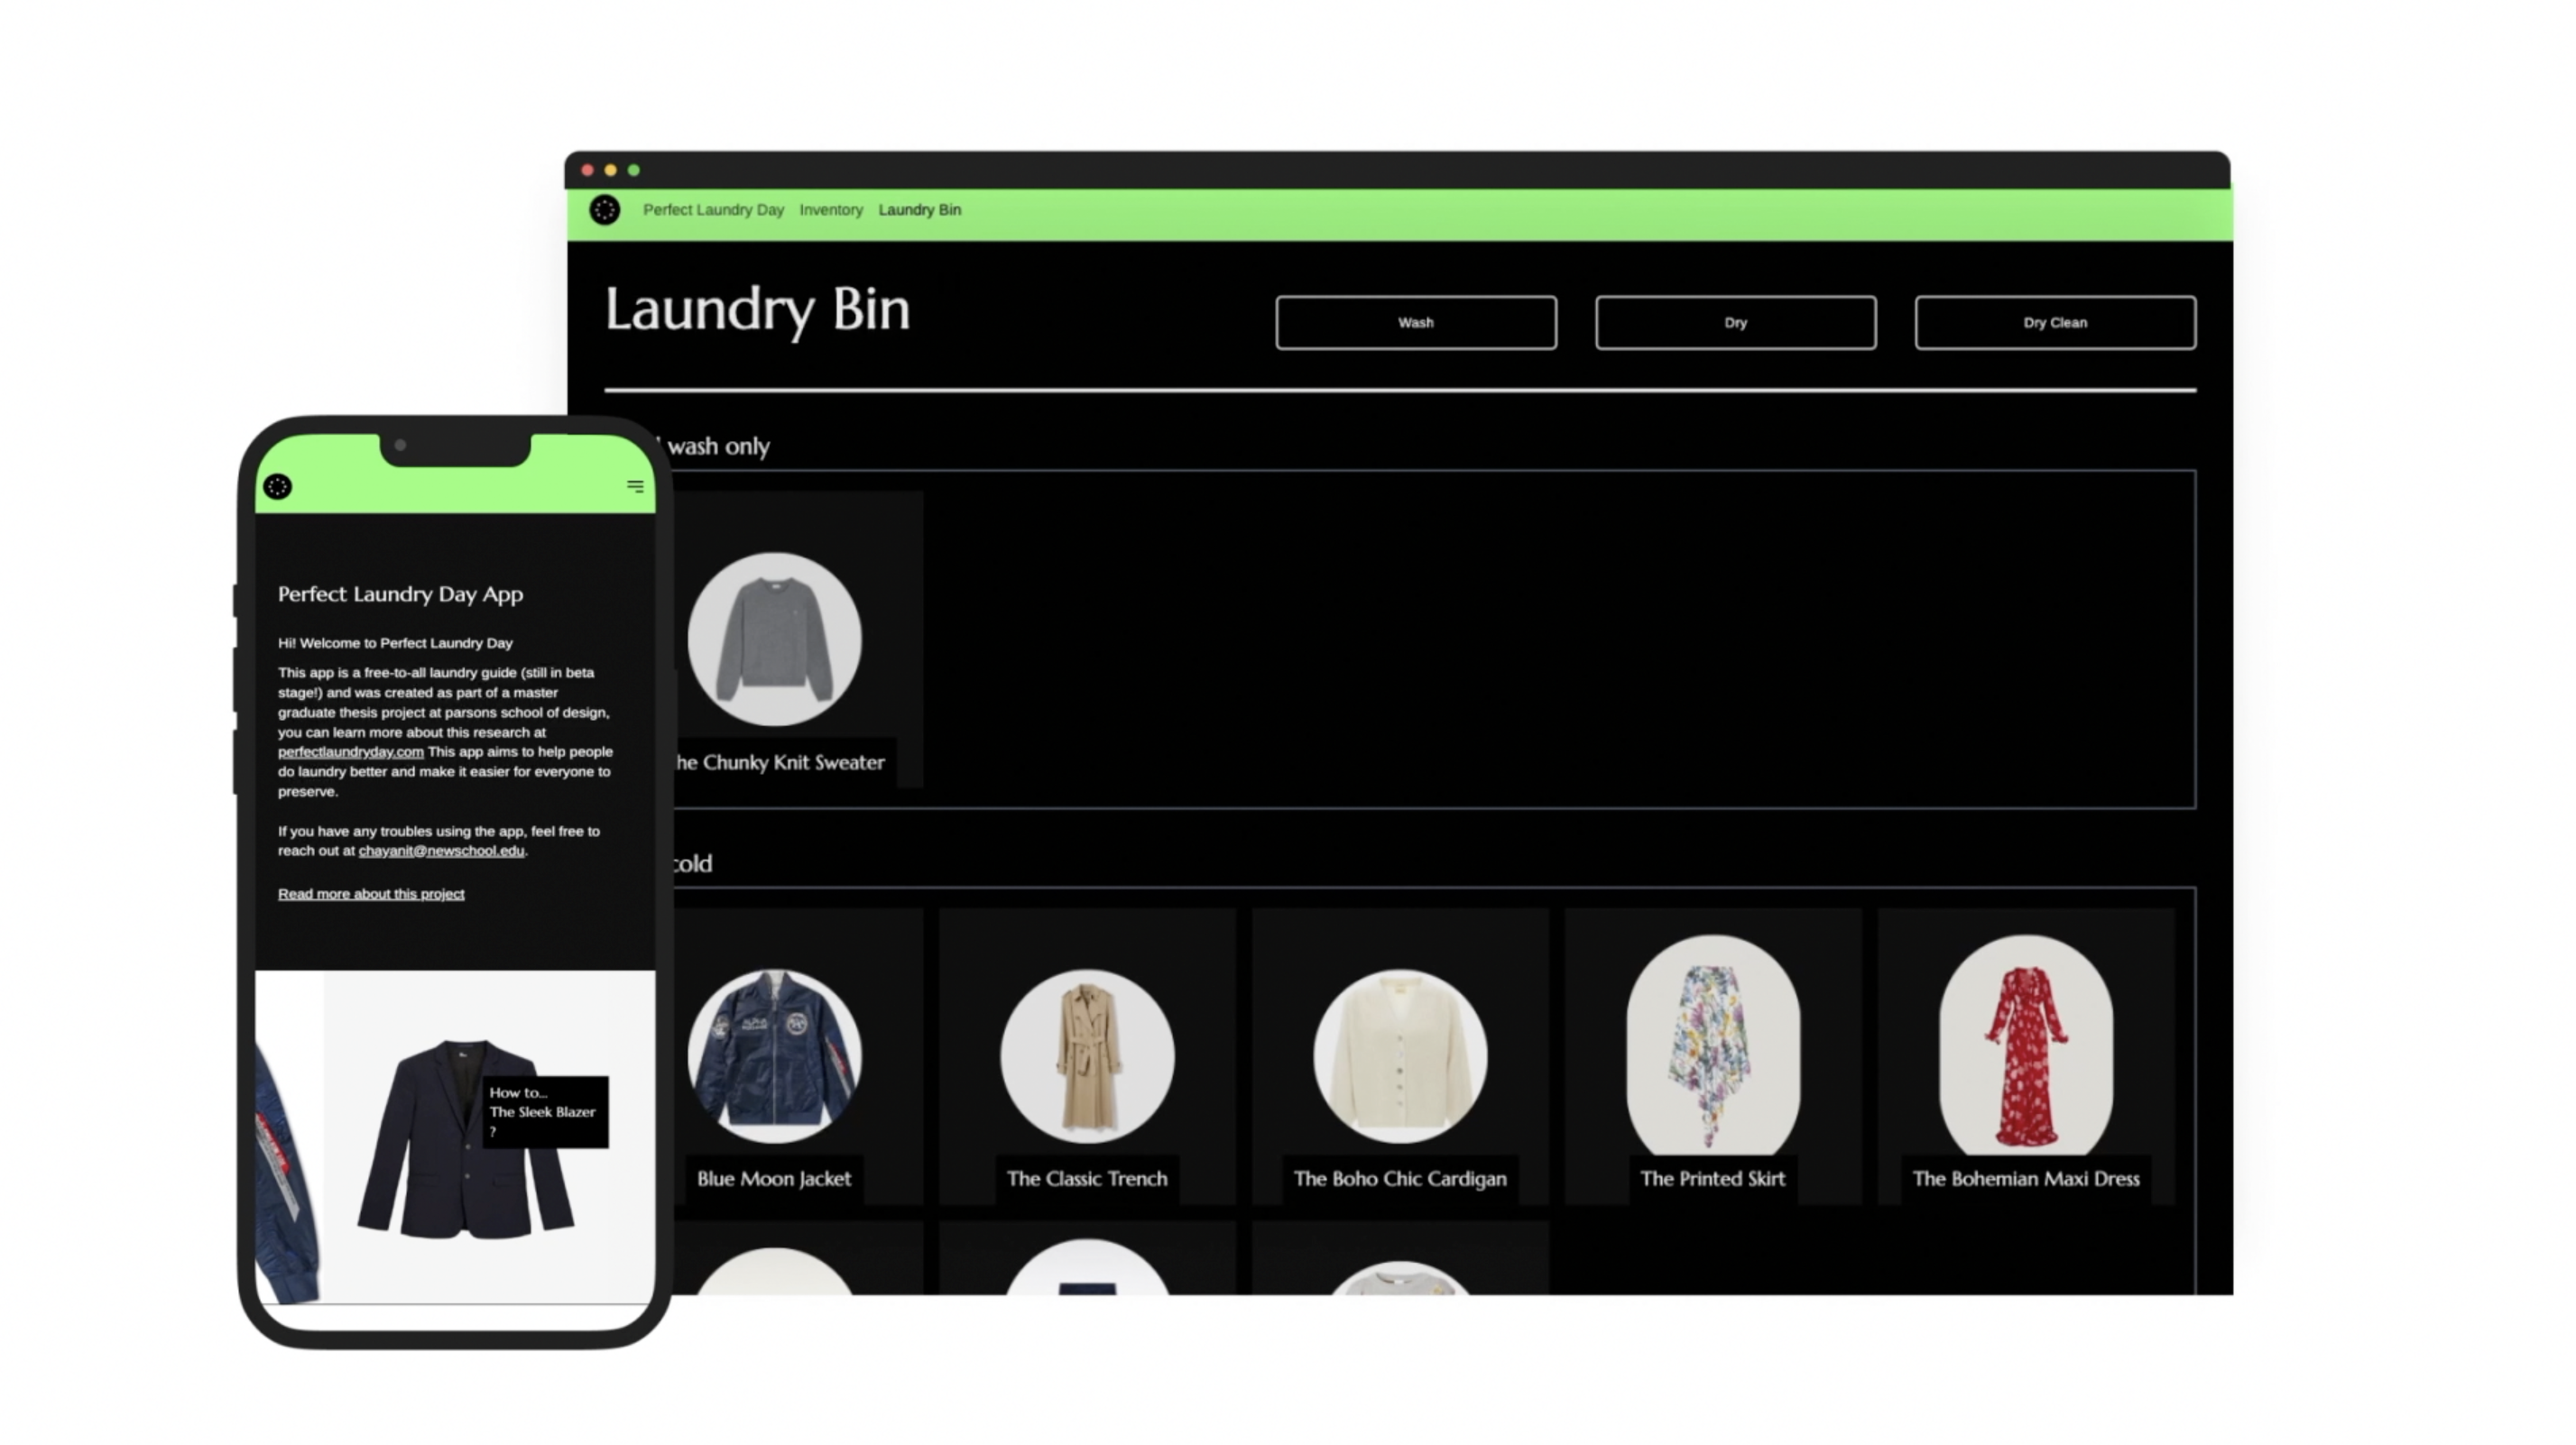 Perfect Laundry Day Inventory Laundry Bin
Laundry Bin
Wash
Dry
Dry Clean
wash only
Chunky Knit Sweater
cold
Blue Moon Jacket
The Classic Trench
The Boho Chic Cardigan
The Printed Skirt
The Bohemian Maxi Dress
Perfect Laundry Day App
Hi! Welcome to Perfect Laundry Day
This app is a free-to-all laundry guide (still in beta
stage!) and was created as part of a master
graduate thesis project at parsons school of design,
you can learn more about this research at
perfectlaundryday.com This app aims to help people
do laundry better and make it easier for everyone to
preserve.
If you have any troubles using the app, feel free to
reach out at chayanit@newschool.edu.
Read more about this project
How to...
The Sleek Blazer
?